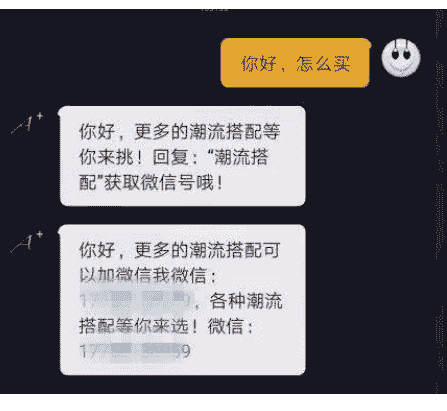 你好，怎么买
你好，更多的潮流搭配等
你来挑！回复：“潮流搭
配”获取微信号哦！
你好，更多的潮流搭配可
以加微信我微信：
，各种潮流
搭配等你来选！微信：